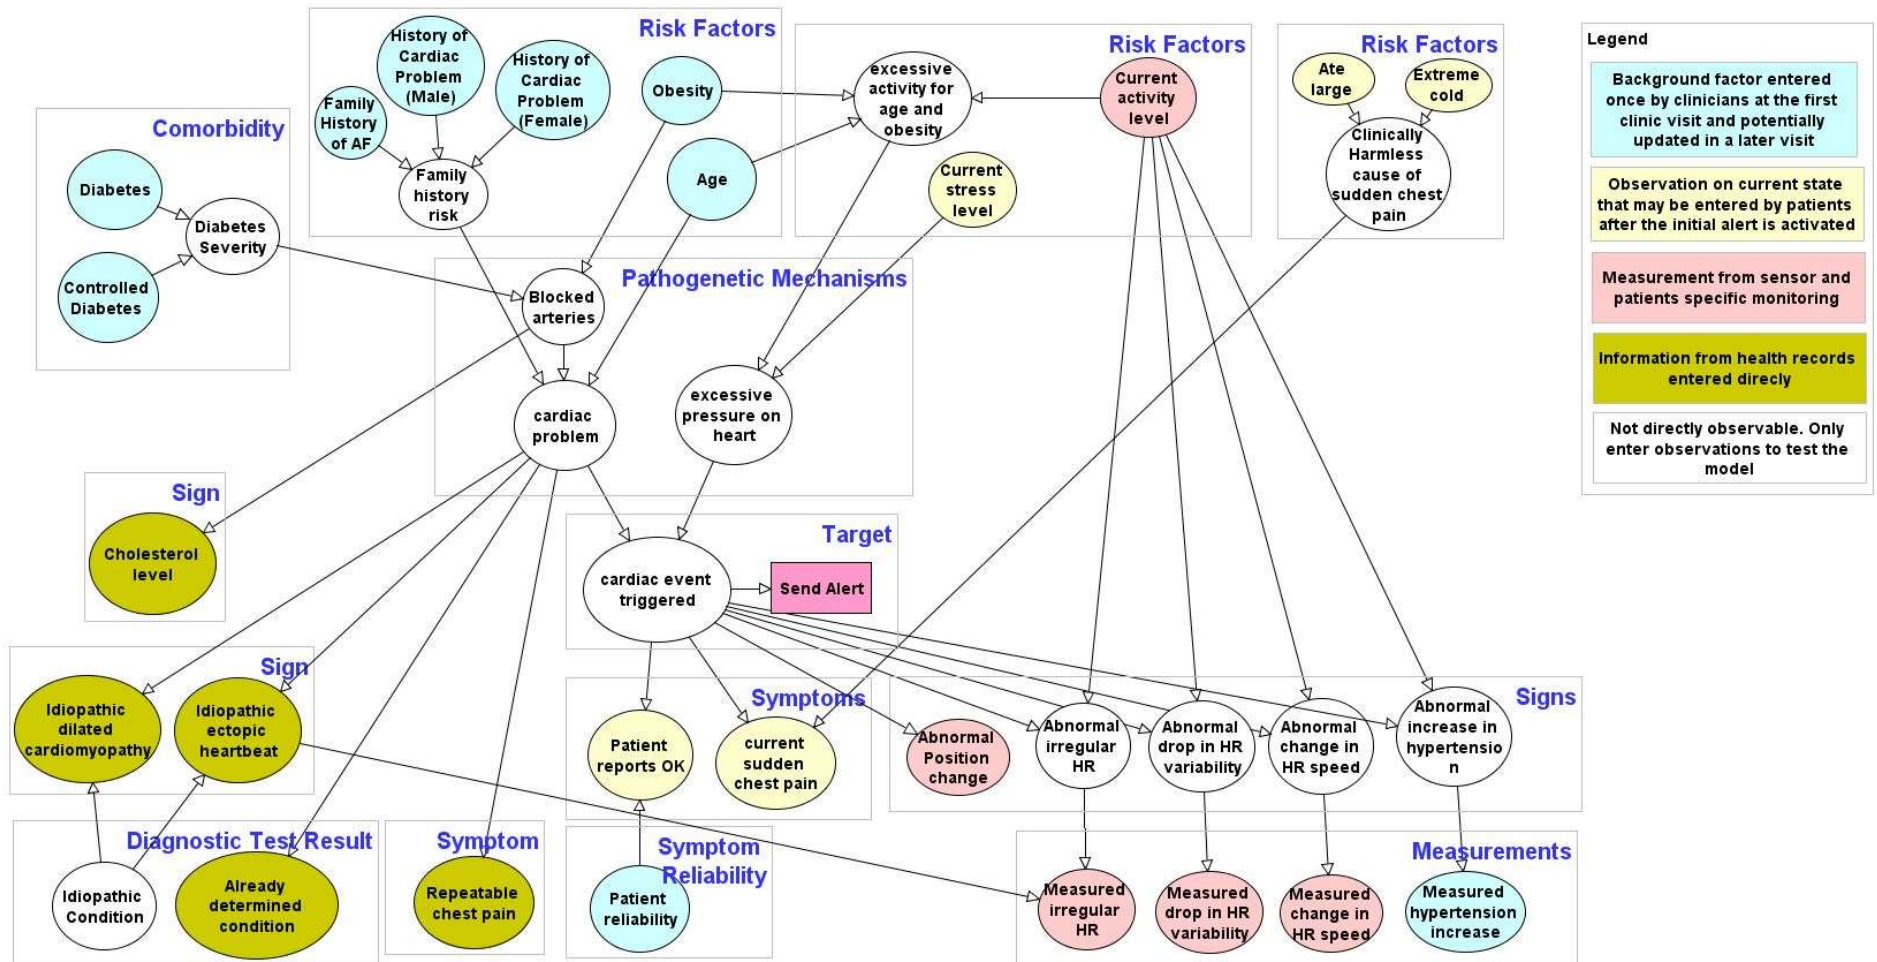 Risk Factors
History of
Cardiac
Problem
(Male)
History of
Cardiac
Problem
(Female)
Family
History
of AF
Family
history
risk
Obesity
Age
Risk Factors
excessive
activity for
age and
obesity
Current
activity
level
Current
stress
level
Risk Factors
Ate
large
Extreme
cold
Clinically
Harmless
cause of
sudden chest
pain
Legend
Background factor entered
once by clinicians at the first
clinic visit and potentially
updated in a later visit
Observation on current state
that may be entered by patients
after the initial alert is activated
Measurement from sensor and
patients specific monitoring
Information from health records
entered direcly
Not directly observable. Only
enter observations to test the
model
Comorbidity
Diabetes
Diabetes
Severity
Controlled
Diabetes
Pathogenetic Mechanisms
Blocked
arteries
cardiac
problem
excessive
pressure on
heart
Sign
Cholesterol
level
Target
cardiac event
triggered
Send Alert
Sign
Idiopathic
dilated
cardiomyopathy
Idiopathic
ectopic
heartbeat
Symptoms
Patient
reports OK
current
sudden
chest pain
Signs
Abnormal
Position
change
Abnormal
irregular
HR
Abnormal
drop in HR
variability
Abnormal
change in
HR speed
Abnormal
increase in
hypertensio
n
Diagnostic Test Result
Idiopathic
Condition
Already
determined
condition
Symptom
Repeatable
chest pain
Symptom
Reliability
Patient
reliability
Measurements
Measured
irregular
HR
Measured
drop in HR
variability
Measured
change in
HR speed
Measured
hypertension
increase